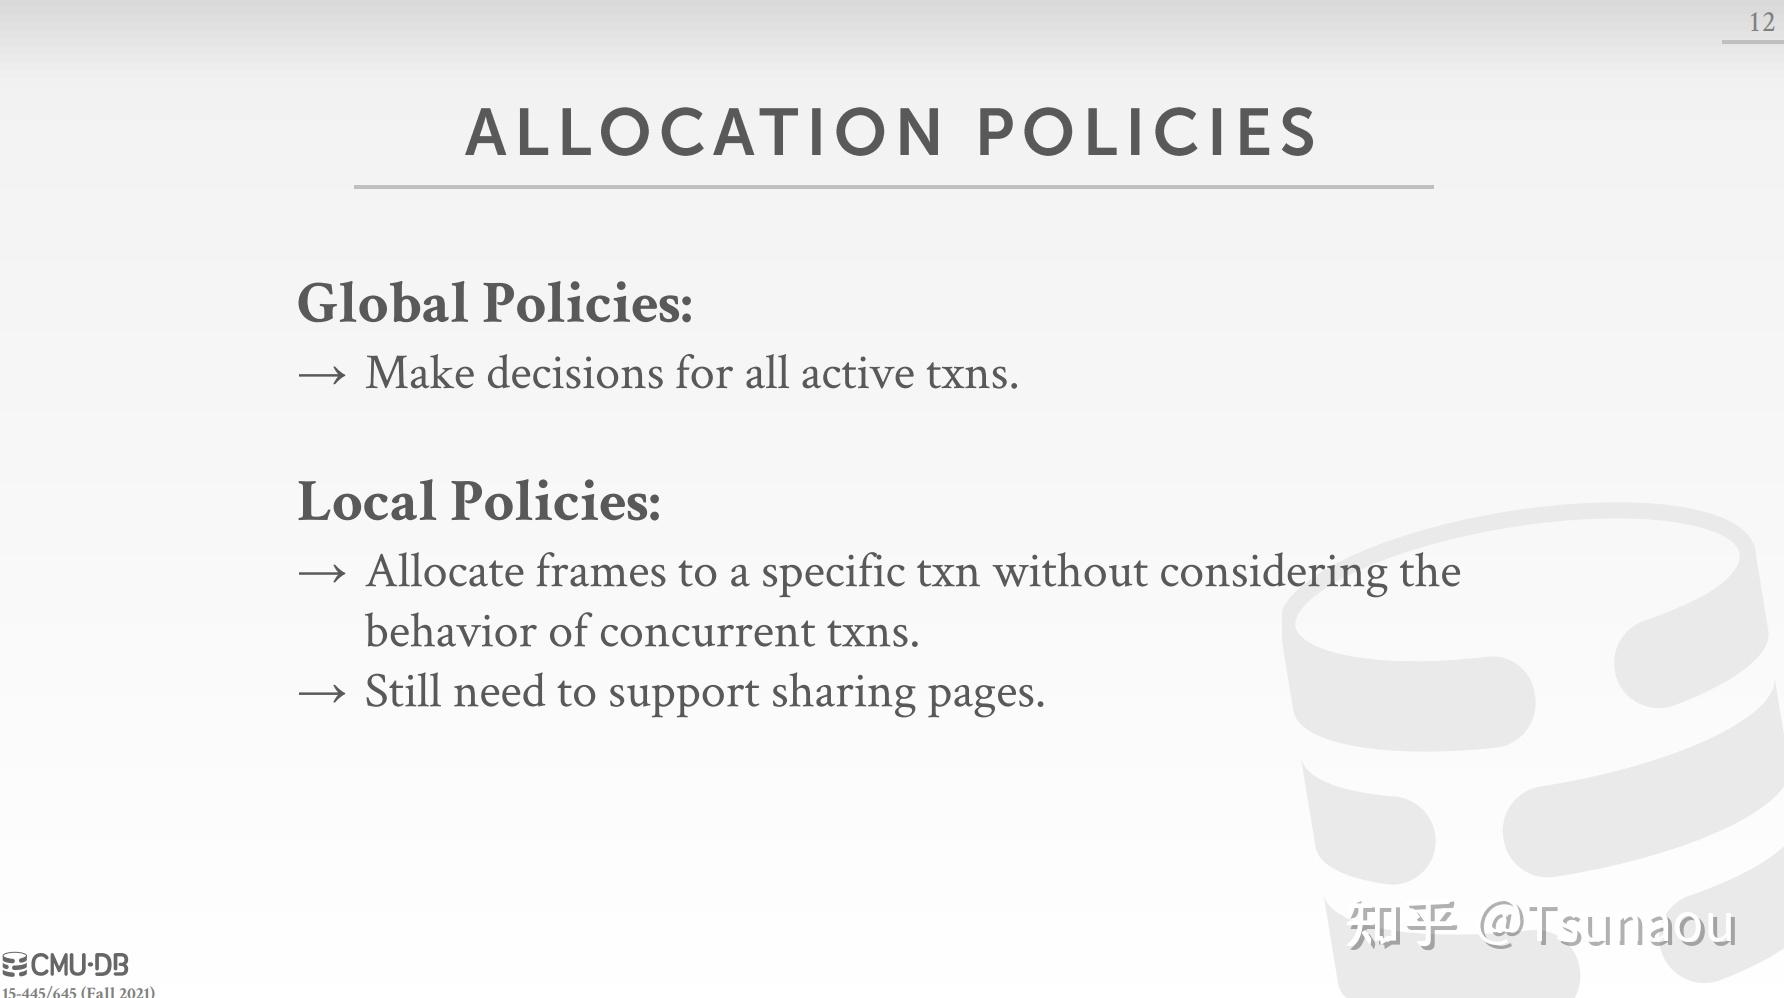 12
ALLOCATION POLICIES
Global Policies:
→ Make decisions for all active txns.
Local Policies:
→ Allocate frames to a specific txn without considering the
behavior of concurrent txns.
→ Still need to support sharing pages.
知乎 @Tsunaou
CMU·DB
15-445/645 (Fall 2021)